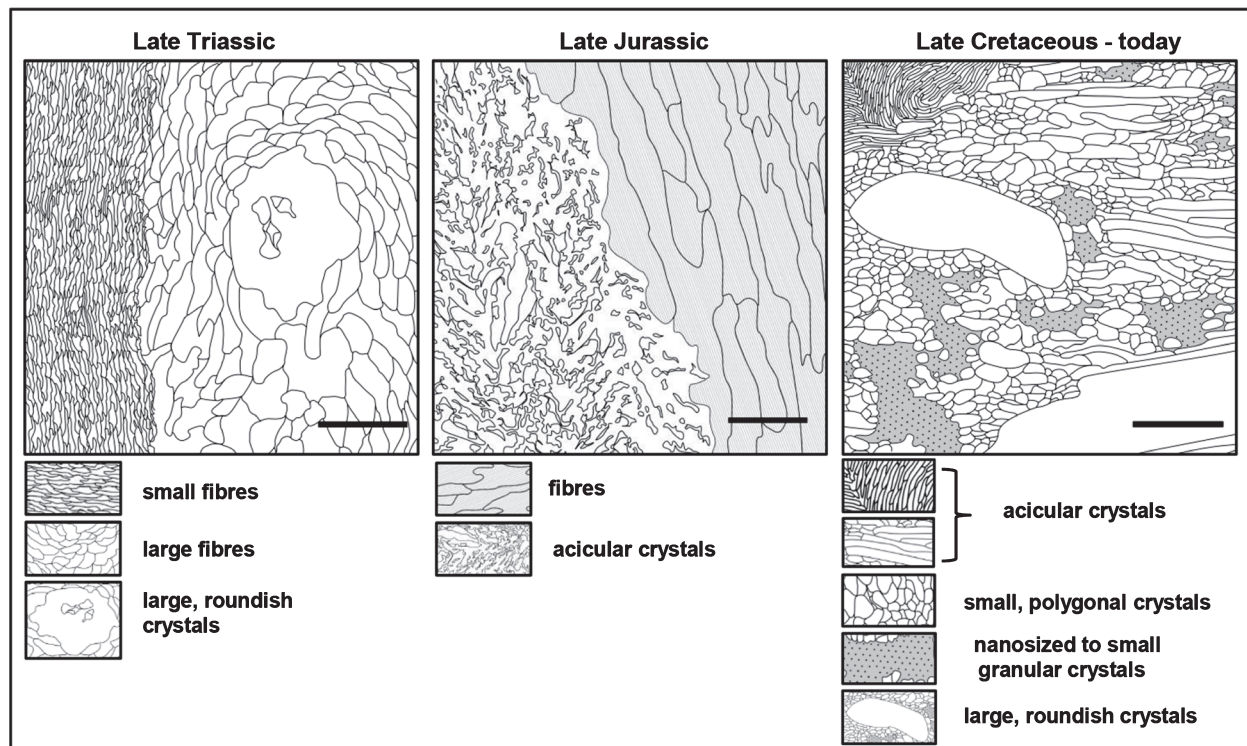 Late Triassic
Late Jurassic
Late Cretaceous - today
small fibres
large fibres
large, roundish
crystals
fibres
acicular crystals
acicular crystals
small, polygonal crystals
nanosized to small
granular crystals
large, roundish crystals